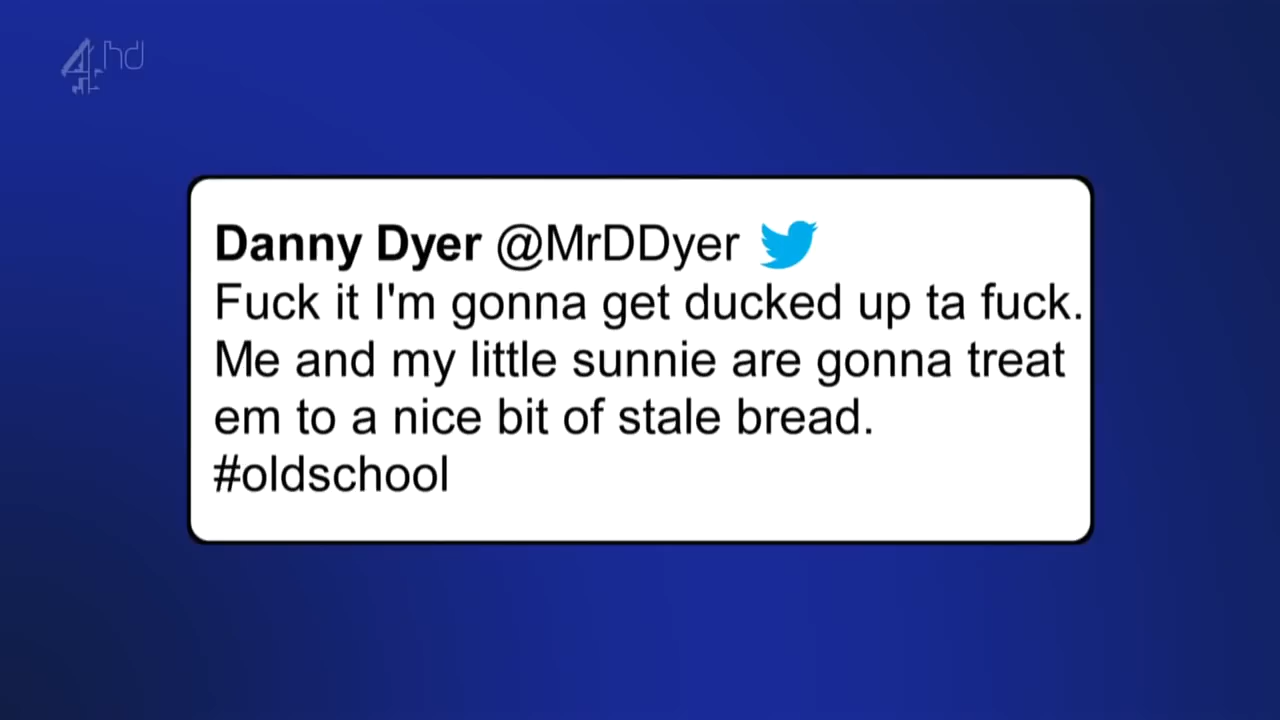 4hd
Danny Dyer @MrDDyer
Fuck it I'm gonna get ducked up ta fuck.
Me and my little sunnie are gonna treat
em to a nice bit of stale bread.
#oldschool